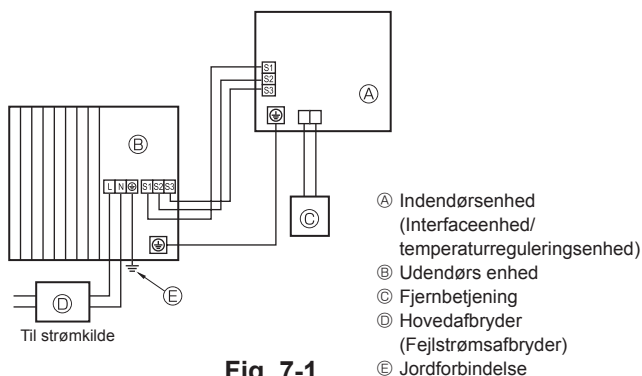 S1
S2
S3
Ⓐ
Ⓑ
L N S1 S2 S3
Ⓒ
Ⓓ
Ⓔ
Til strømkilde
Ⓐ Indendørsenhed
(Interfaceenhed/
temperaturreguleringsenhed)
Ⓑ Udendørs enhed
Ⓒ Fjernbetjening
Ⓓ Hovedafbryder
(Fejlstrømsafbryder)
Ⓔ Jordforbindelse
Fig. 7-1